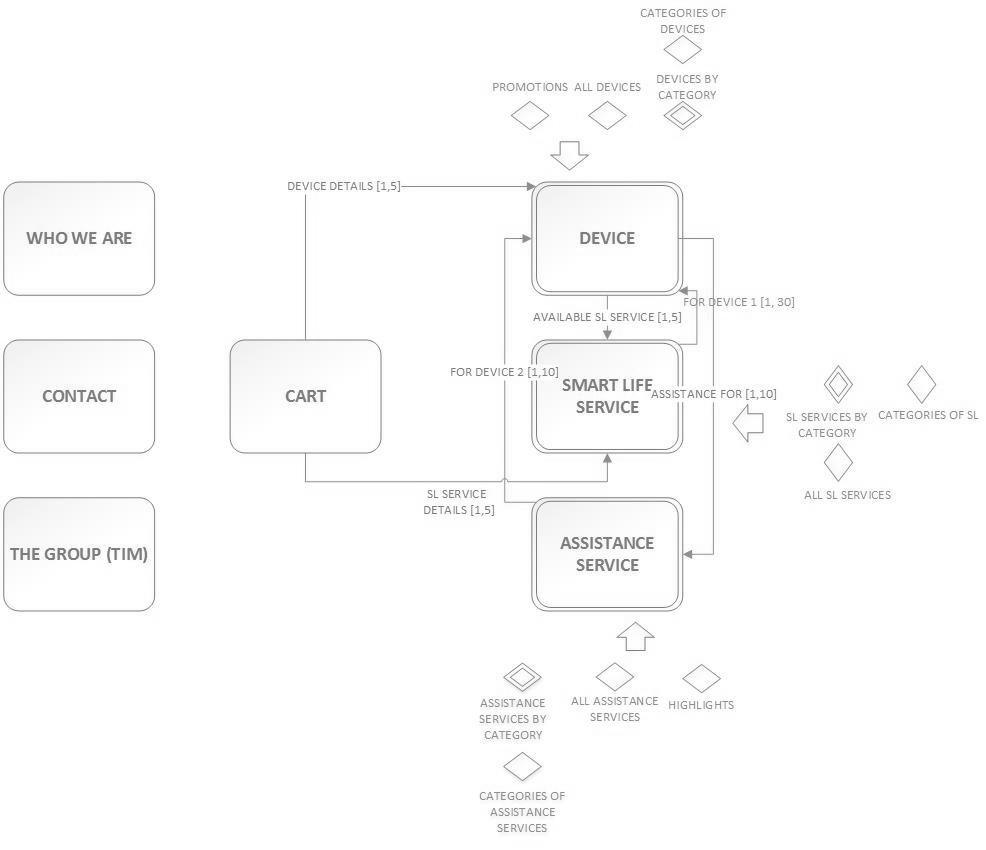 CATEGORIES OF
DEVICES
PROMOTIONS
ALL DEVICES
DEVICES BY
CATEGORY
DEVICE DETAILS [1,5]
WHO WE ARE
DEVICE
FOR DEVICE 1 [1, 30]
AVAILABLE SL SERVICE [1,5]
FOR DEVICE 2 [1,10]
CONTACT
CART
SMART LIFE
SERVICE
ASSISTANCE FOR [1,10]
SL SERVICES BY
CATEGORY
CATEGORIES OF SL
ALL SL SERVICES
SL SERVICE
DETAILS [1,5]
THE GROUP (TIM)
ASSISTANCE
SERVICE
ASSISTANCE
SERVICES BY
CATEGORY
ALL ASSISTANCE
SERVICES
HIGHLIGHTS
CATEGORIES OF
ASSISTANCE
SERVICES